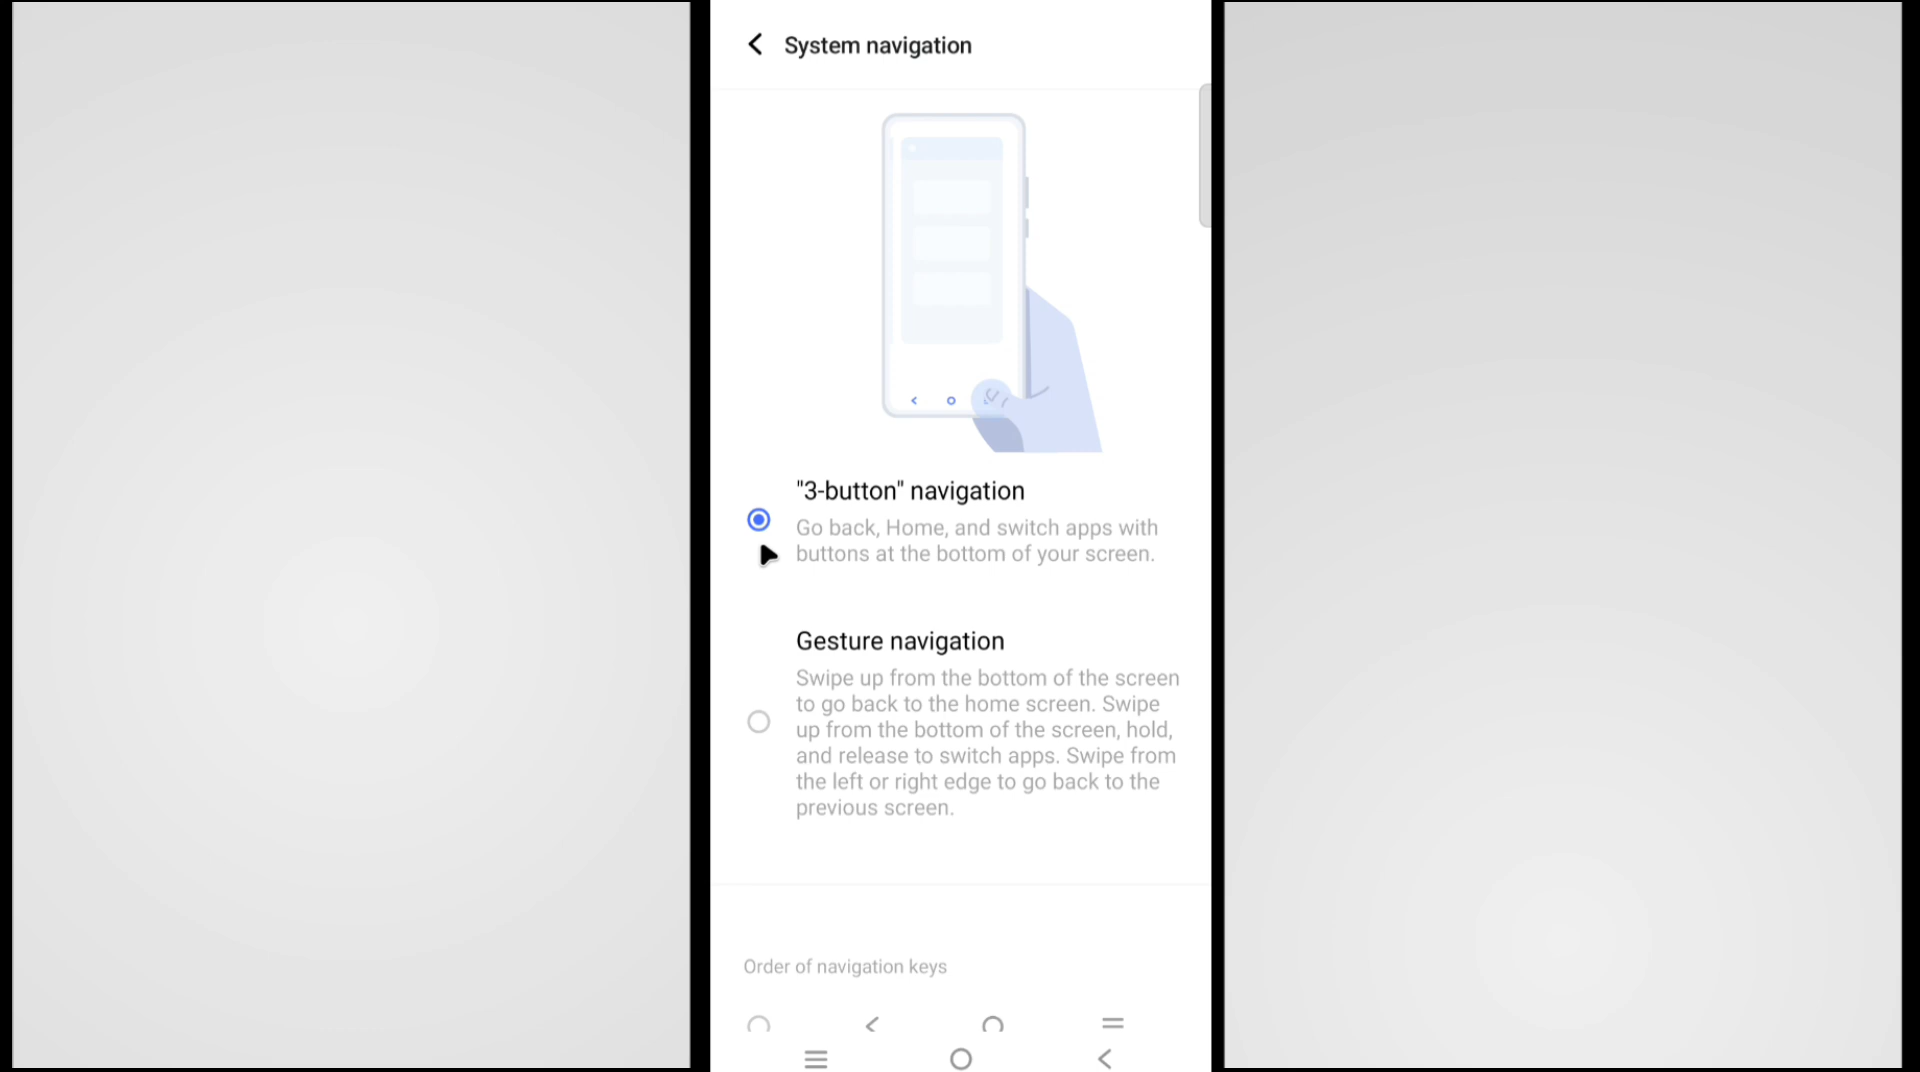 System navigation
"3-button" navigation
Go back, Home, and switch apps with
buttons at the bottom of your screen.
Gesture navigation
Swipe up from the bottom of the screen
to go back to the home screen. Swipe
up from the bottom of the screen, hold,
and release to switch apps. Swipe from
the left or right edge to go back to the
previous screen.
Order of navigation keys